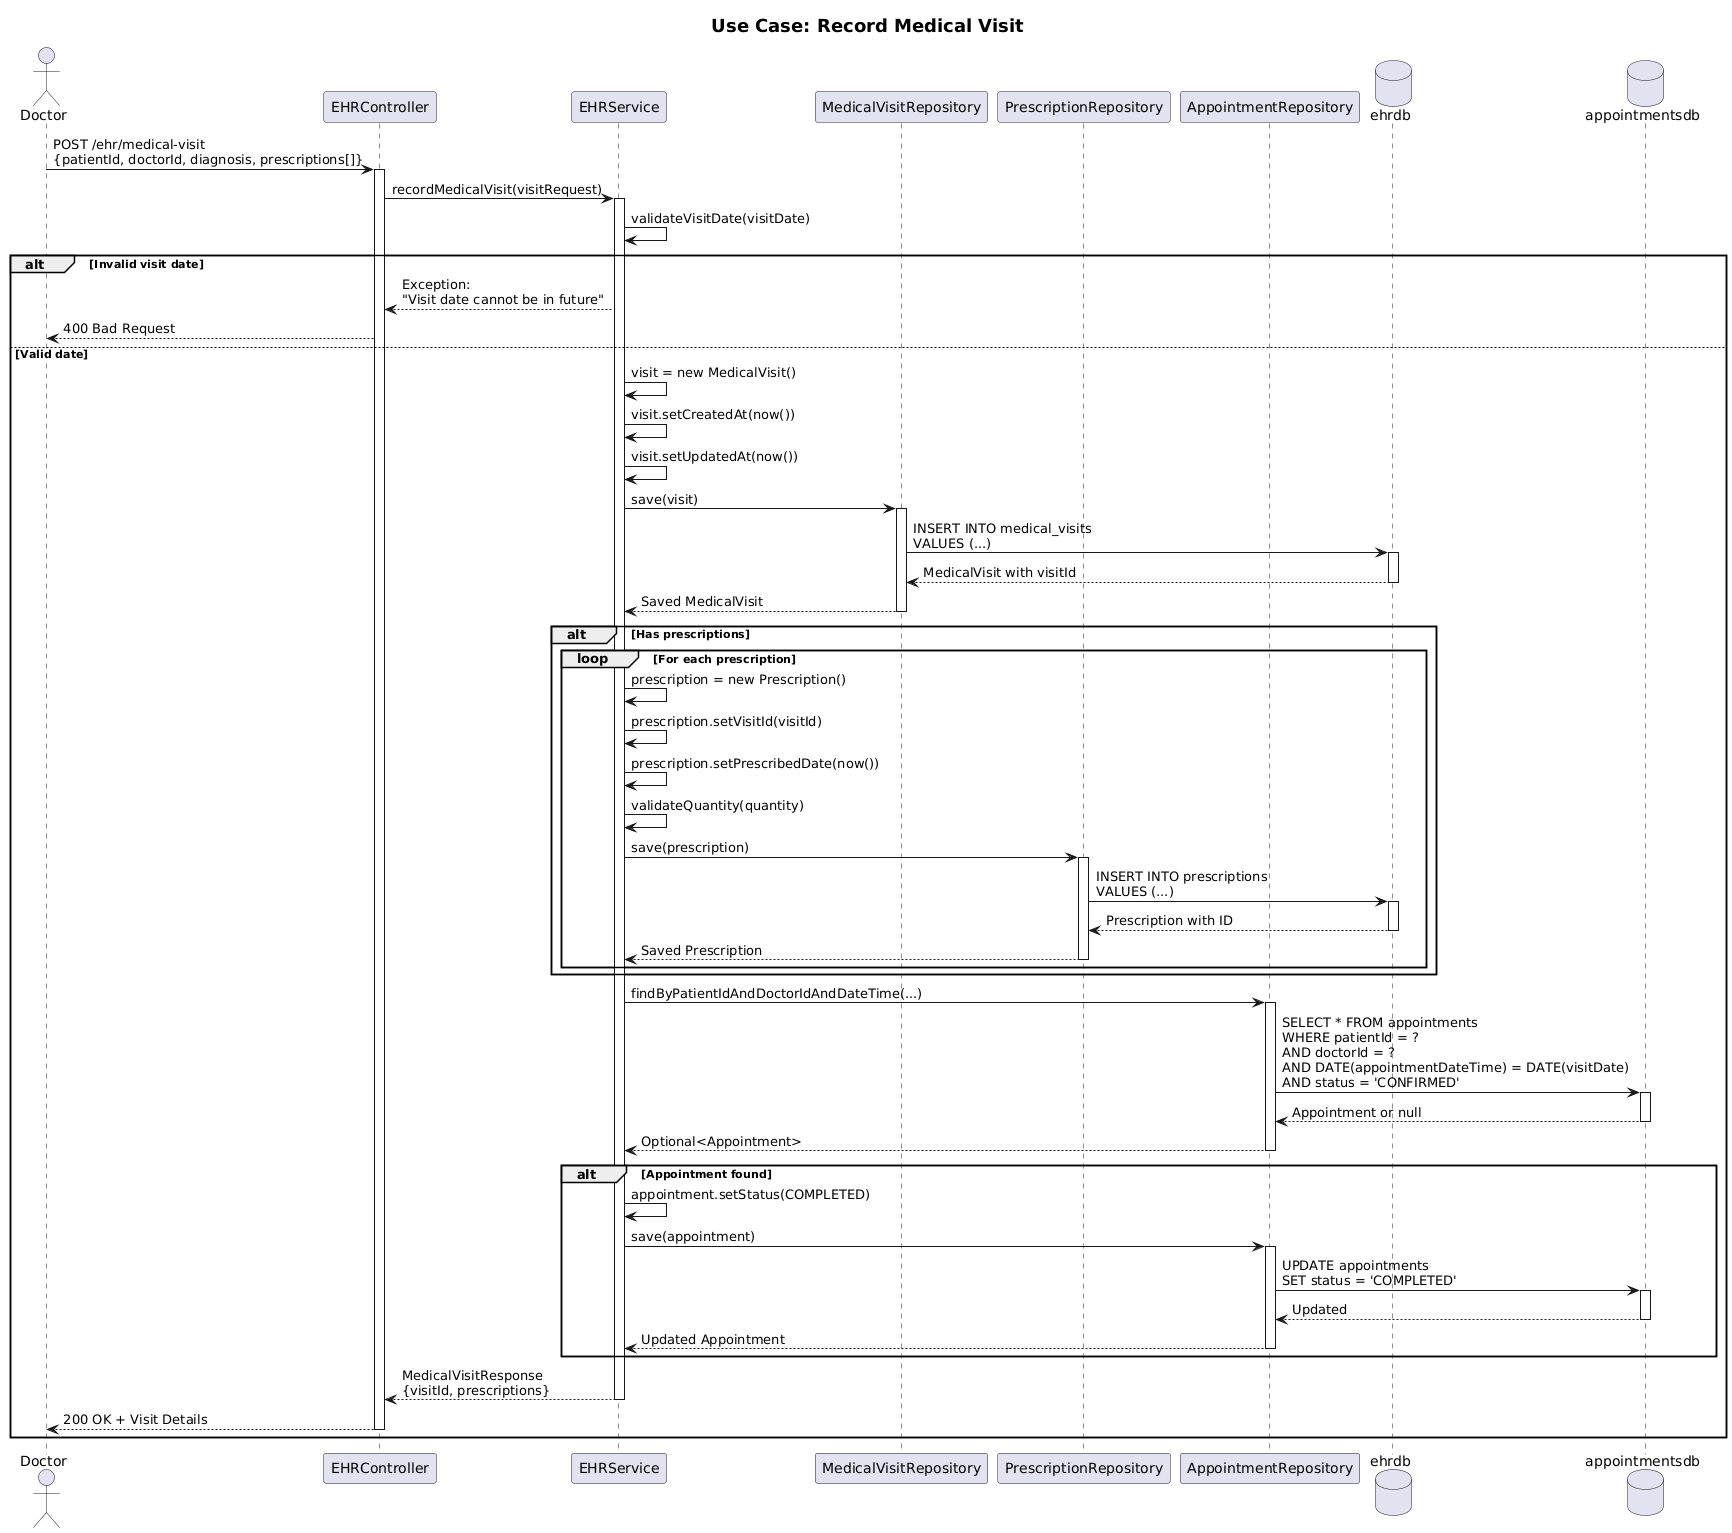 Use Case: Record Medical Visit
Doctor
EHRController
EHRService
MedicalVisitRepository
PrescriptionRepository
AppointmentRepository
ehrdb
appointmentsdb
POST /ehr/medical-visit
{patientId, doctorId, diagnosis, prescriptions[]}
recordMedicalVisit(visitRequest)
validateVisitDate(visitDate)
alt
[Invalid visit date]
Exception:
"Visit date cannot be in future"
400 Bad Request
[Valid date]
visit = new MedicalVisit()
visit.setCreatedAt(now())
visit.setUpdatedAt(now())
save(visit)
INSERT INTO medical_visits
VALUES (...)
MedicalVisit with visitId
Saved MedicalVisit
alt
[Has prescriptions]
loop
[For each prescription]
prescription = new Prescription()
prescription.setVisitId(visitId)
prescription.setPrescribedDate(now())
validateQuantity(quantity)
save(prescription)
INSERT INTO prescriptions
VALUES (...)
Prescription with ID
Saved Prescription
findByPatientIdAndDoctorIdAndDateTime(...)
SELECT * FROM appointments
WHERE patientId = ?
AND doctorId = ?
AND DATE(appointmentDateTime) = DATE(visitDate)
AND status = 'CONFIRMED'
Appointment or null
Optional<Appointment>
alt
[Appointment found]
appointment.setStatus(COMPLETED)
save(appointment)
UPDATE appointments
SET status = 'COMPLETED'
Updated
Updated Appointment
MedicalVisitResponse
{visitId, prescriptions}
200 OK + Visit Details
Doctor
EHRController
EHRService
MedicalVisitRepository
PrescriptionRepository
AppointmentRepository
ehrdb
appointmentsdb